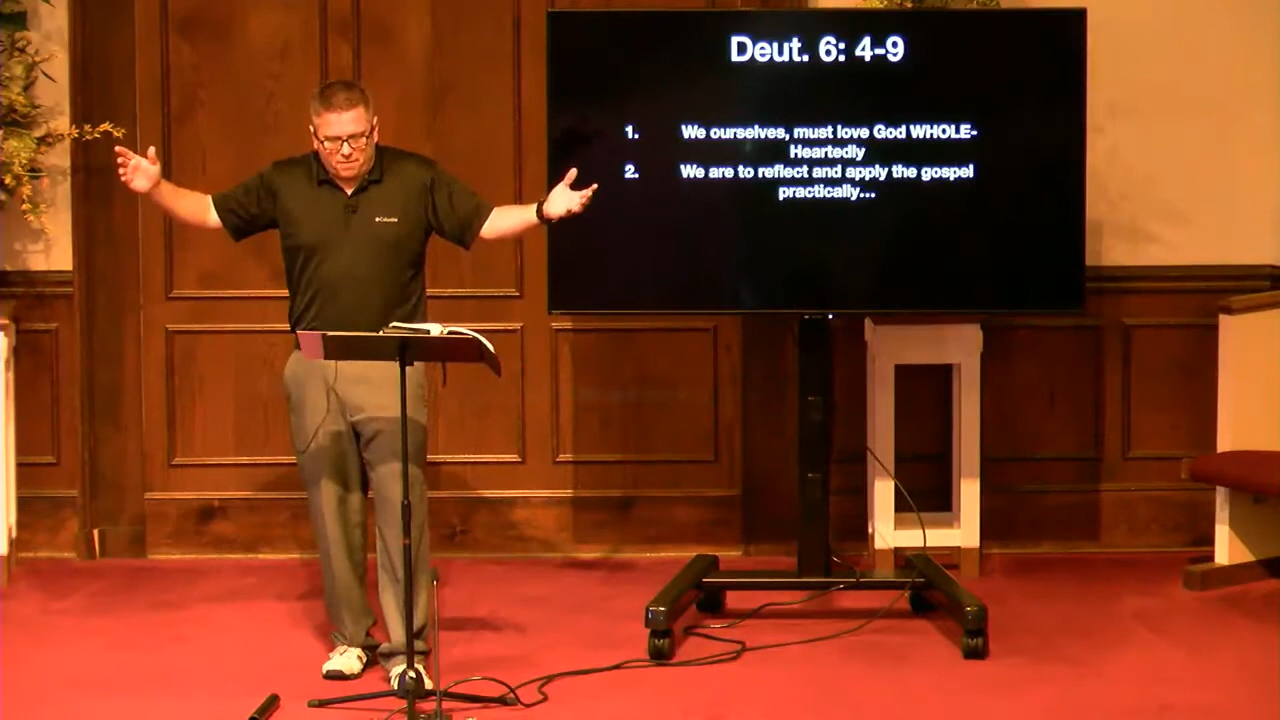 Deut. 6: 4-9
1. We ourselves, must love God WHOLE-
Heartedly
2. We are to reflect and apply the gospel
practically...
Columbia